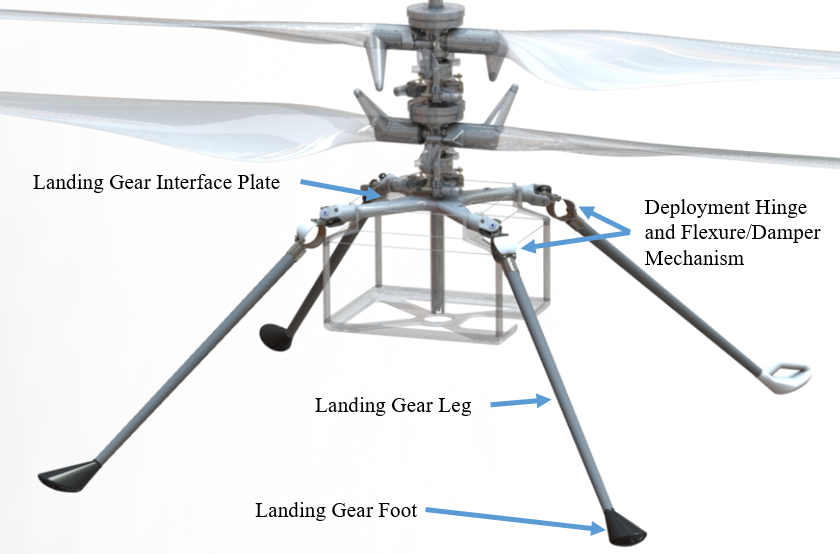 Landing Gear Interface Plate
Deployment Hinge
and Flexure/Damper
Mechanism
Landing Gear Leg
Landing Gear Foot